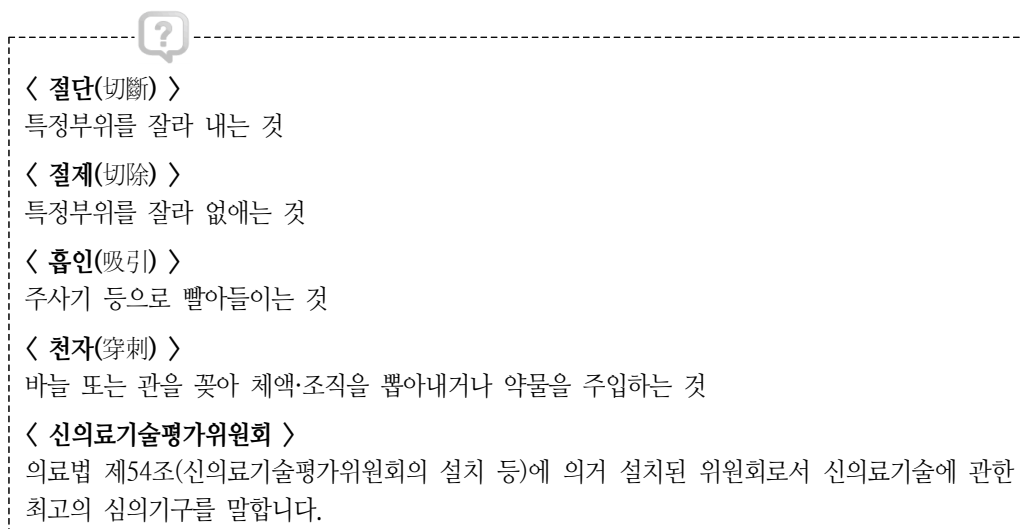 ?
〈 절단(切斷) 〉
특정부위를 잘라 내는 것
〈 절제(切除) 〉
특정부위를 잘라 없애는 것
〈 흡인(吸引) 〉
주사기 등으로 빨아들이는 것
〈 천자(穿刺) 〉
바늘 또는 관을 꽂아 체액·조직을 뽑아내거나 약물을 주입하는 것
〈 신의료기술평가위원회 〉
의료법 제54조(신의료기술평가위원회의 설치 등)에 의거 설치된 위원회로서 신의료기술에 관한
최고의 심의기구를 말합니다.